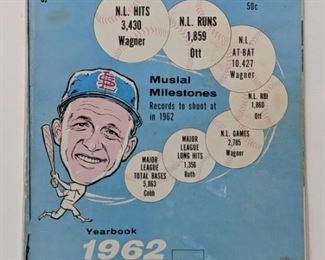 50c
N.L. HITS
3,430
Wagner
N.L. RUNS
1,859
Ott
N.L.
AT-BAT
10,427
Wagner
N.L. RBI
1,860
Ott
N.L. GAMES
2,785
Wagner
MAJOR
LEAGUE
LONG HITS
1,356
Ruth
MAJOR
LEAGUE
TOTAL BASES
5,863
Cobb
Musial
Milestones
Records to shoot at
in 1962
STL
Yearbook
1962